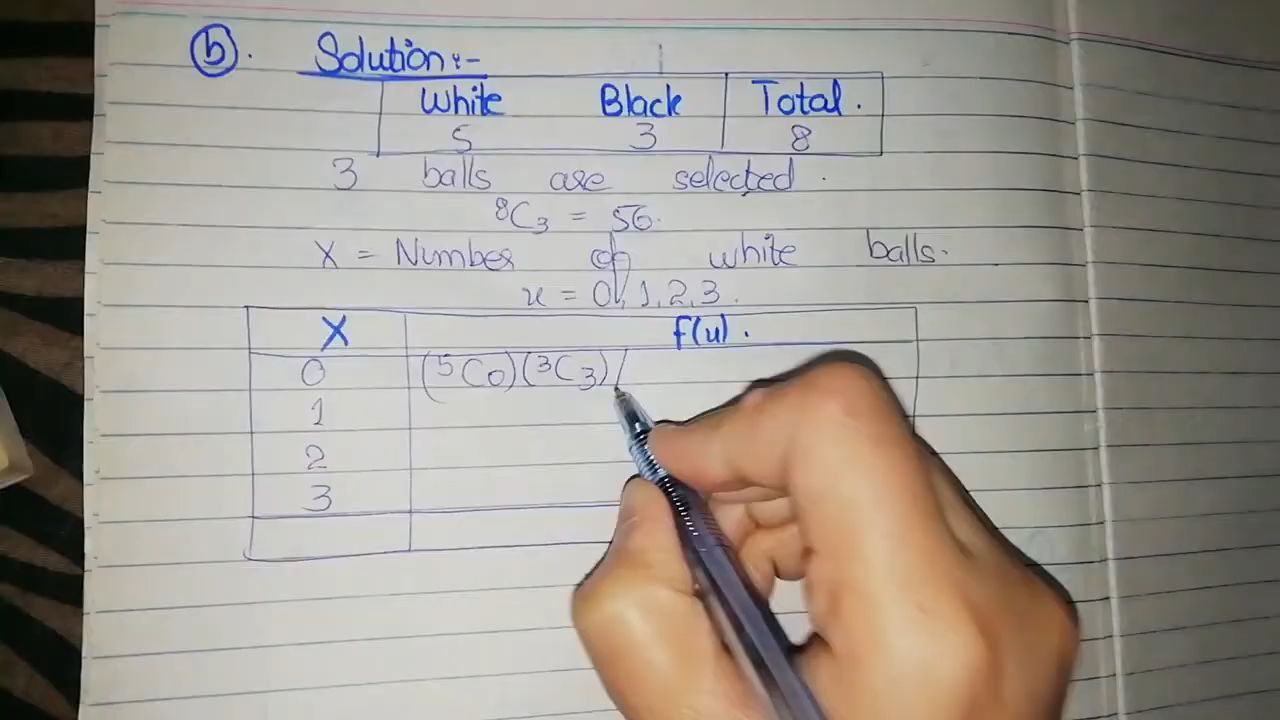 (b). Solution:-
White Black Total.
5 3 8
3 balls are selected.
⁸C₃ = 56.
X = Number of white balls.
x = 0, 1, 2, 3.
X f(x).
0 (⁵C₀)(³C₃)/
1
2
3